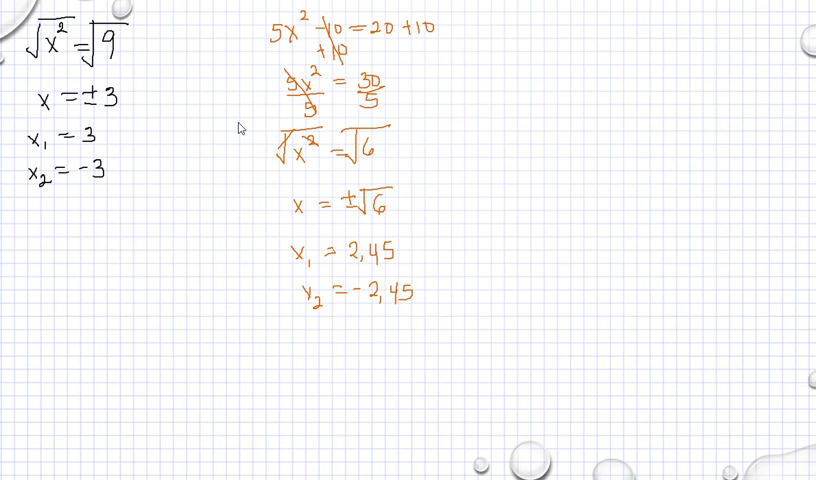 √x² = √9
x = ±3
x₁ = 3
x₂ = -3
5x² -10 = 20 +10
+10
5x²/5 = 30/5
√x² = √6
x = ±√6
x₁ = 2,45
x₂ = -2,45